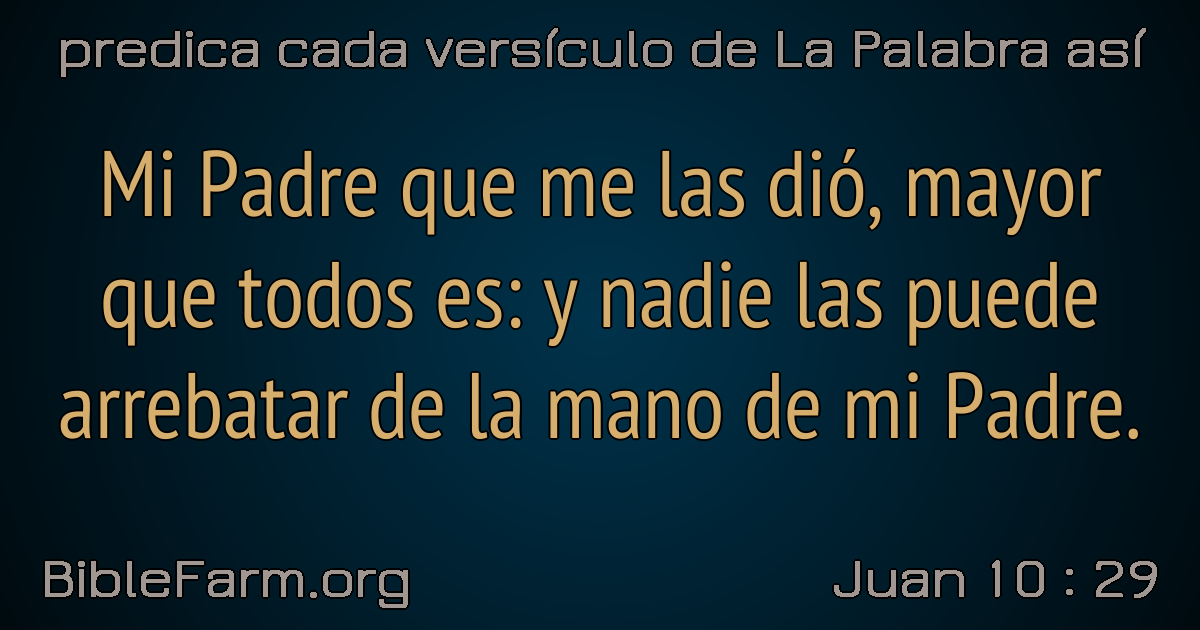 predica cada versículo de La Palabra así
Mi Padre que me las dió, mayor
que todos es: y nadie las puede
arrebatar de la mano de mi Padre.
BibleFarm.org
Juan 10 : 29